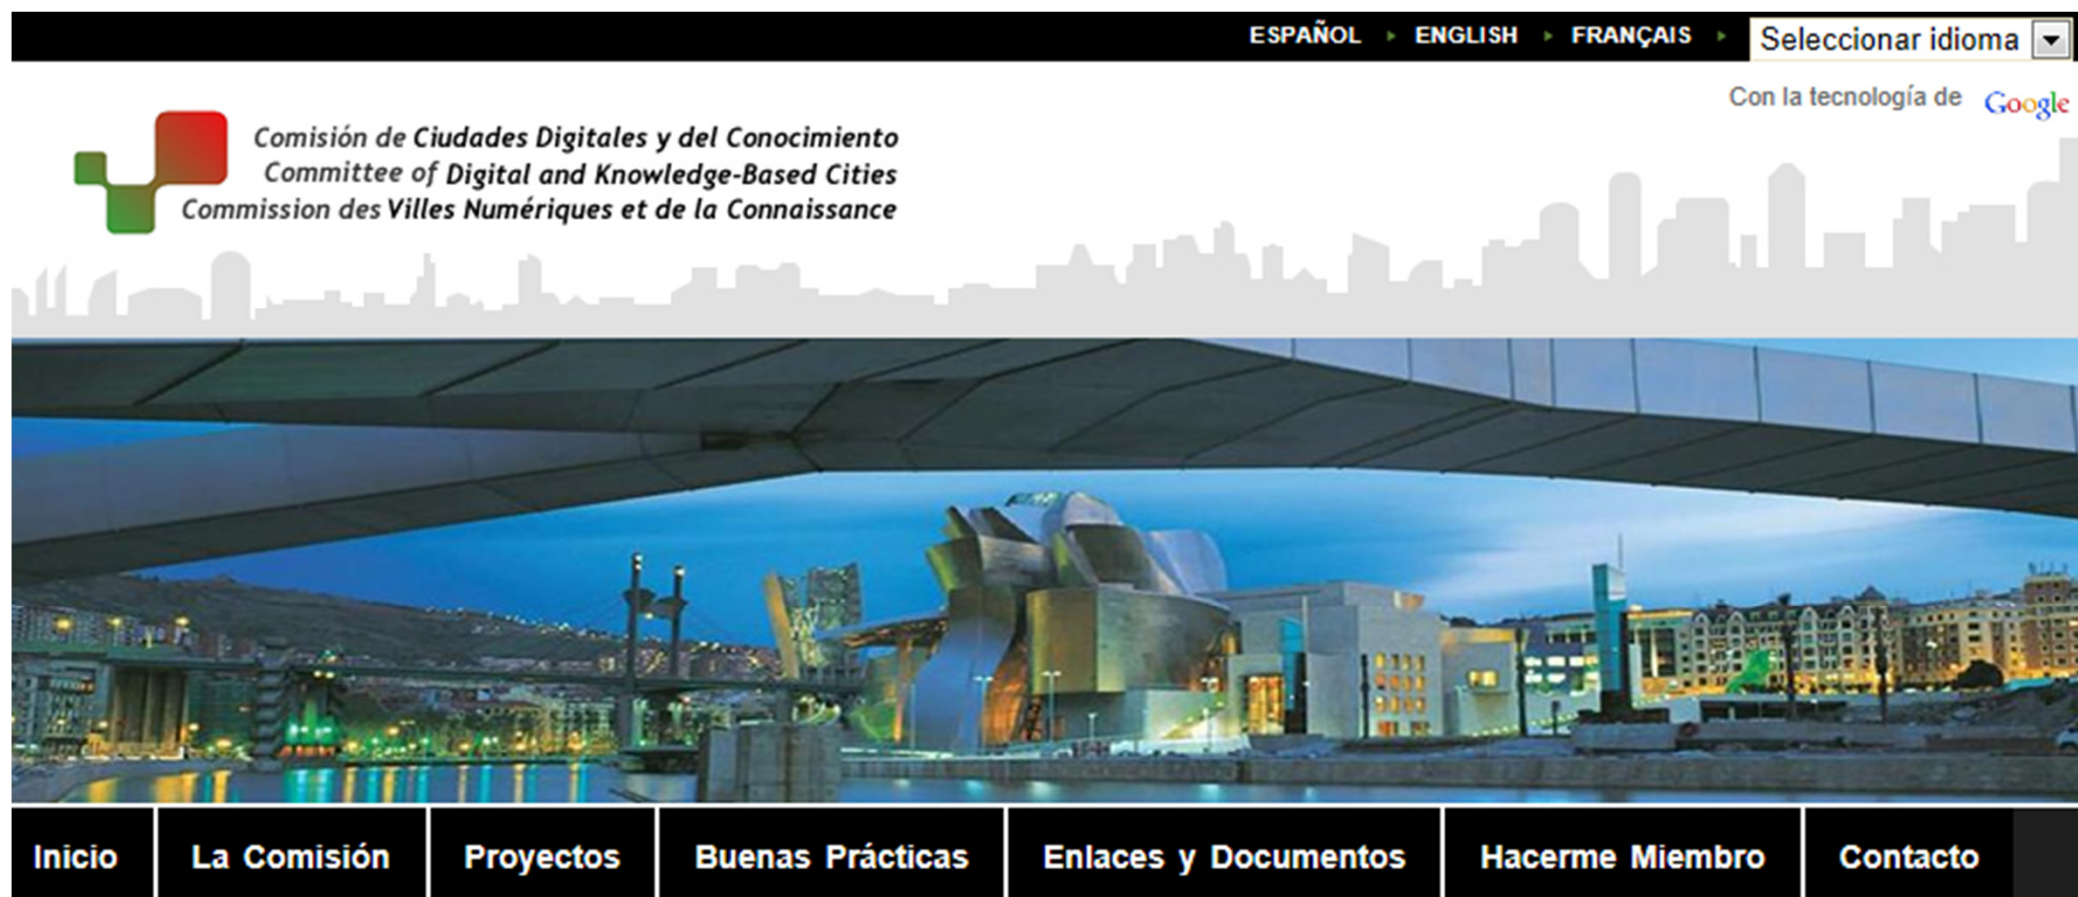 ESPAÑOL ENGLISH FRANÇAIS Seleccionar idioma
Con la tecnología de Google
Comisión de Ciudades Digitales y del Conocimiento
Committee of Digital and Knowledge-Based Cities
Commission des Villes Numériques et de la Connaissance
Inicio La Comisión Proyectos Buenas Prácticas Enlaces y Documentos Hacerme Miembro Contacto